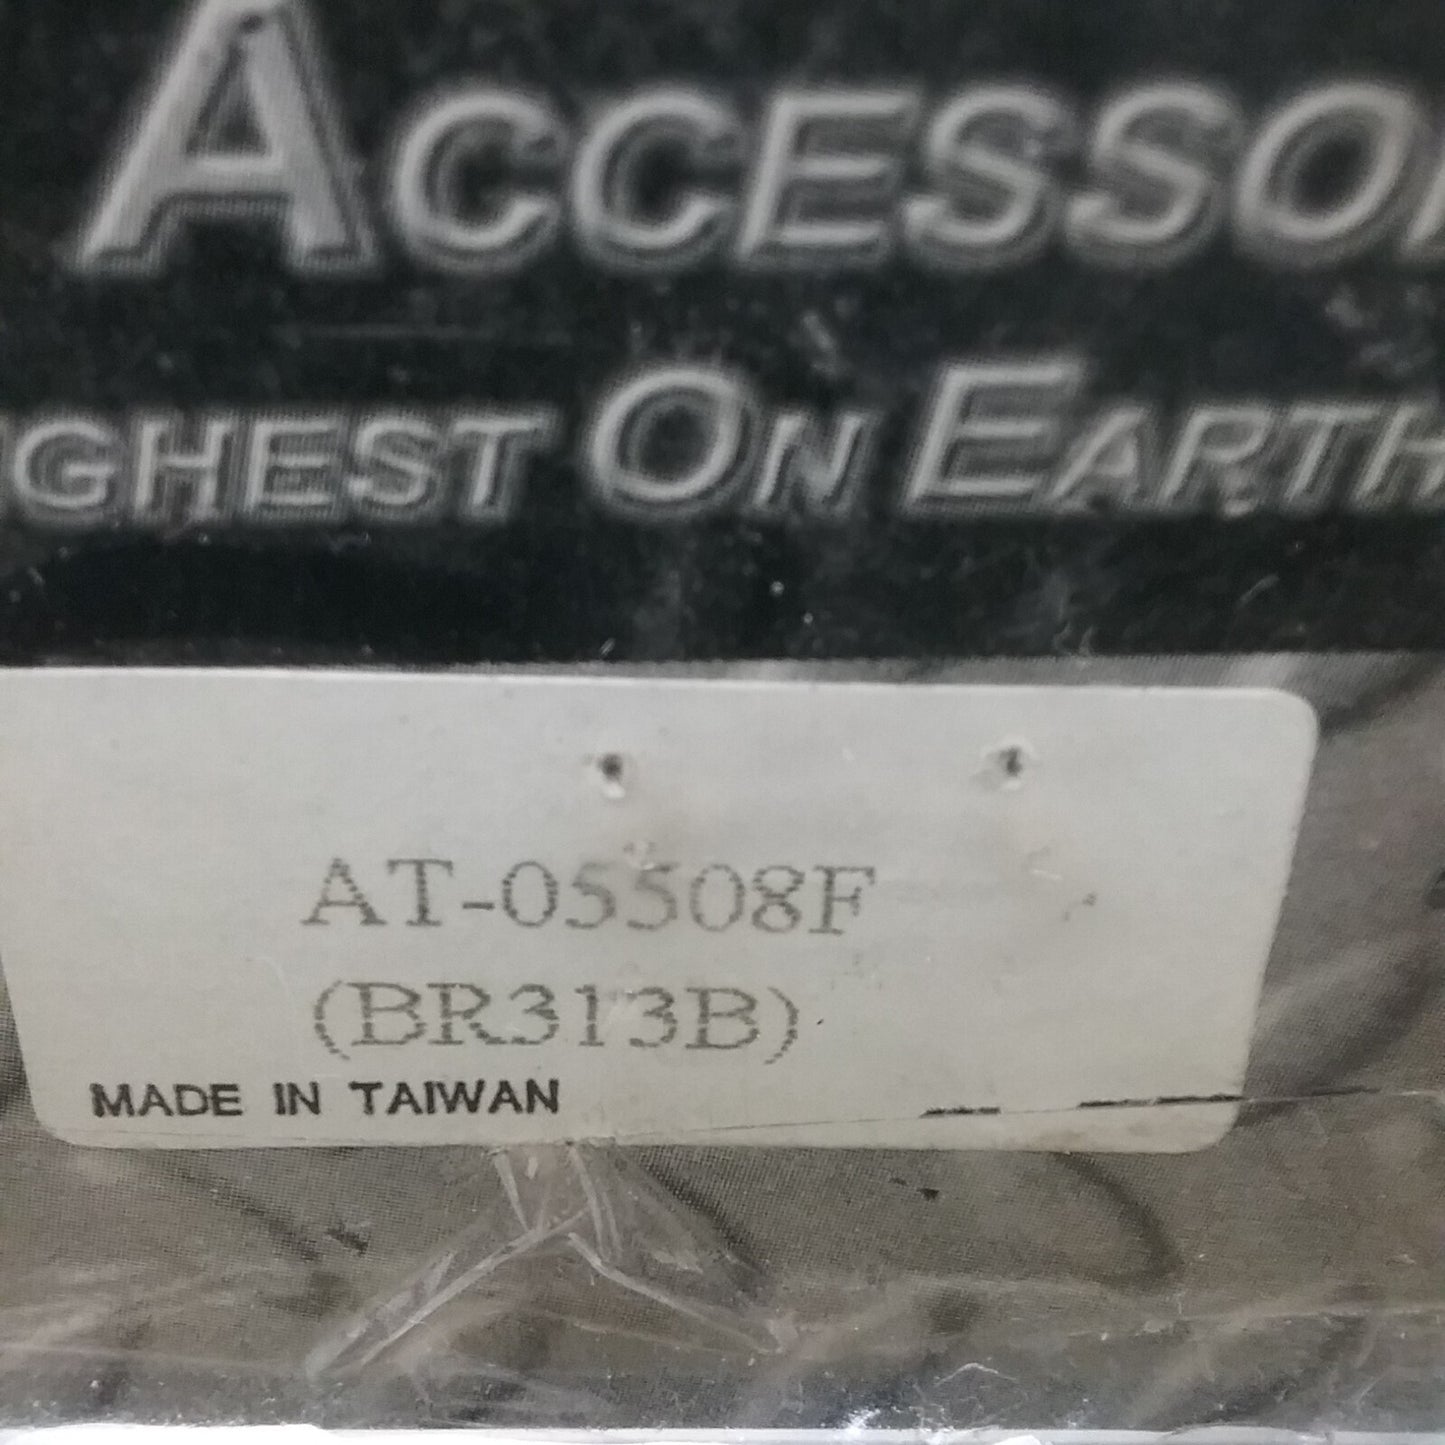 ACCESSO
GHEST ON EARTH
AT-05508F
(BR313B)
MADE IN TAIWAN